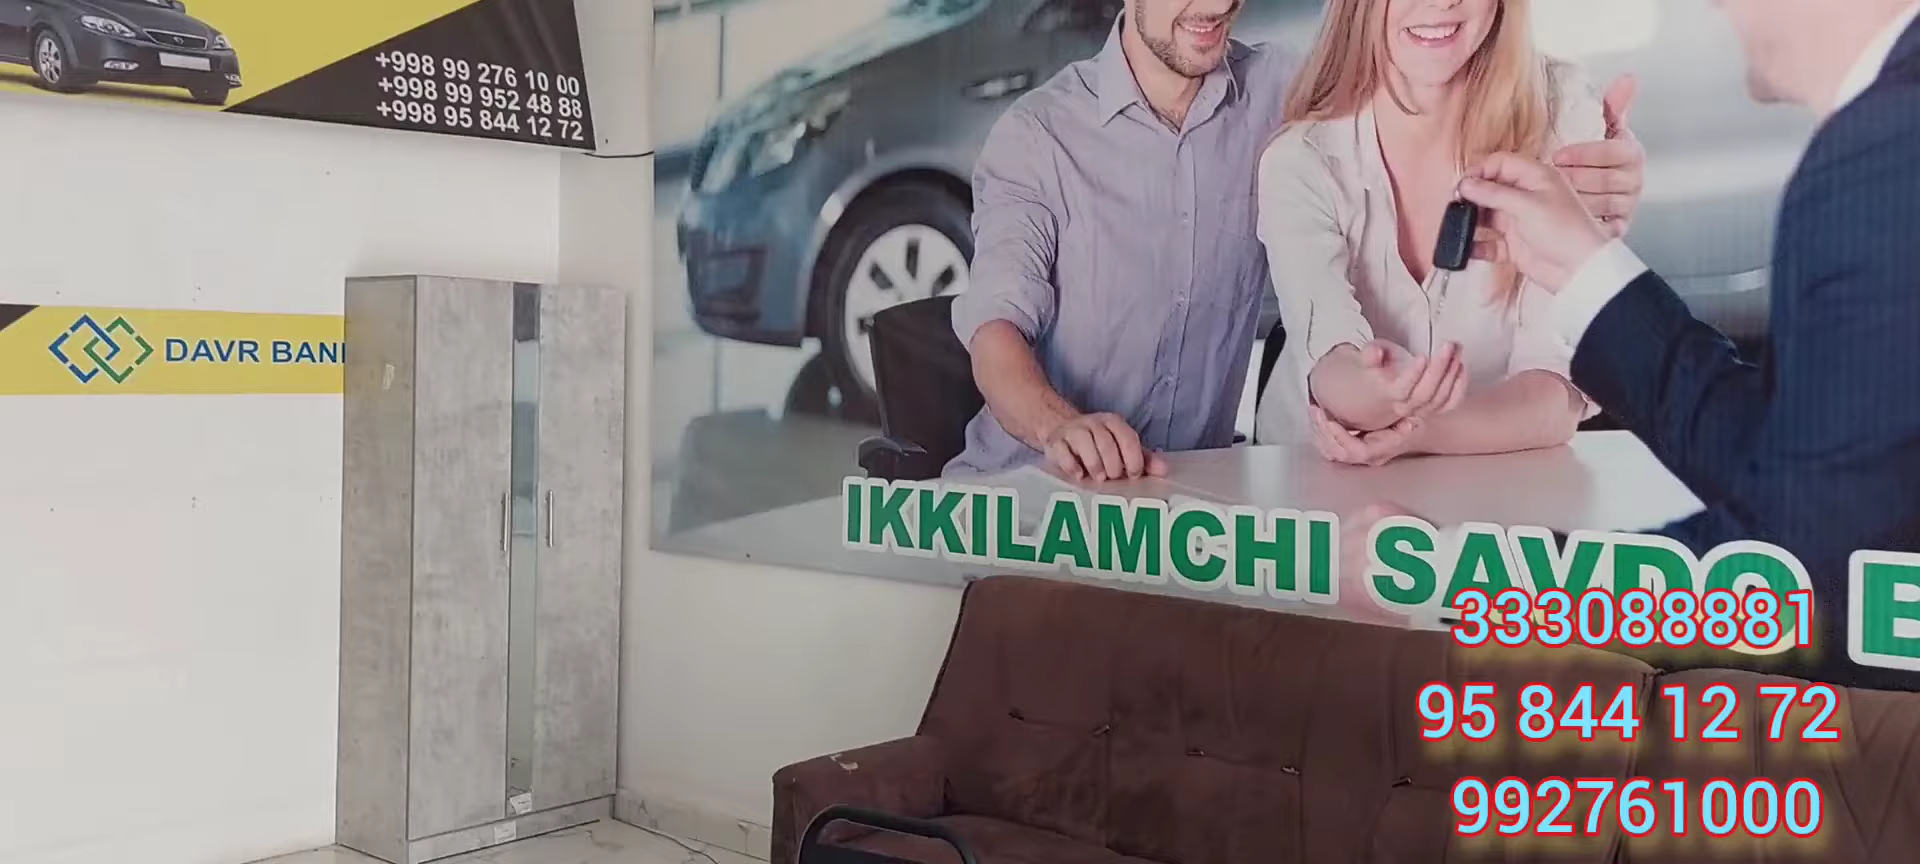 +998 99 276 10 00
+998 99 952 48 88
+998 95 844 12 72
DAVR BAN
IKKILAMCHI SAVDO B
333088881
95 844 12 72
992761000